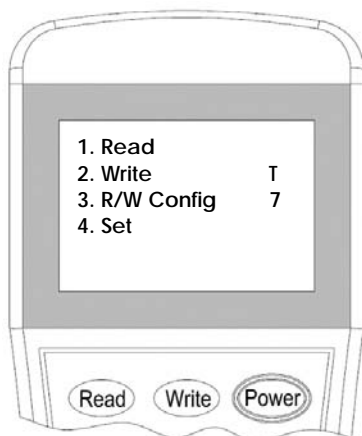 1. Read
2. Write T
3. R/W Config 7
4. Set
Read Write Power